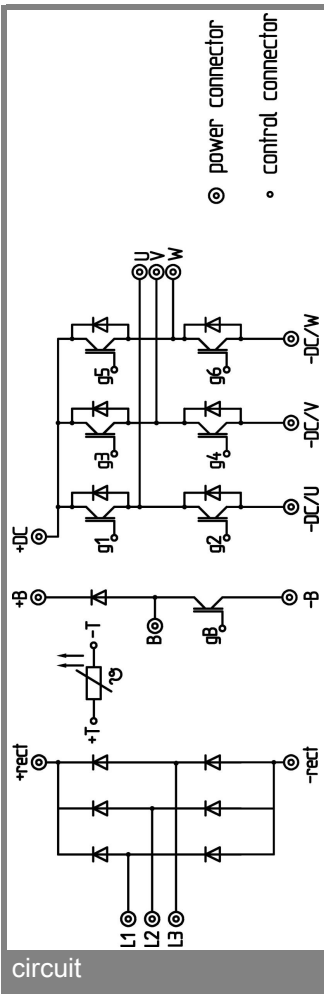 power connector
control connector
U
V
W
+DC
g5
g6
-DC/W
g3
g4
-DC/V
g1
g2
-DC/U
+B
B
gB
-B
-T
+T
ϑ
+rect
-rect
L1
L2
L3
circuit